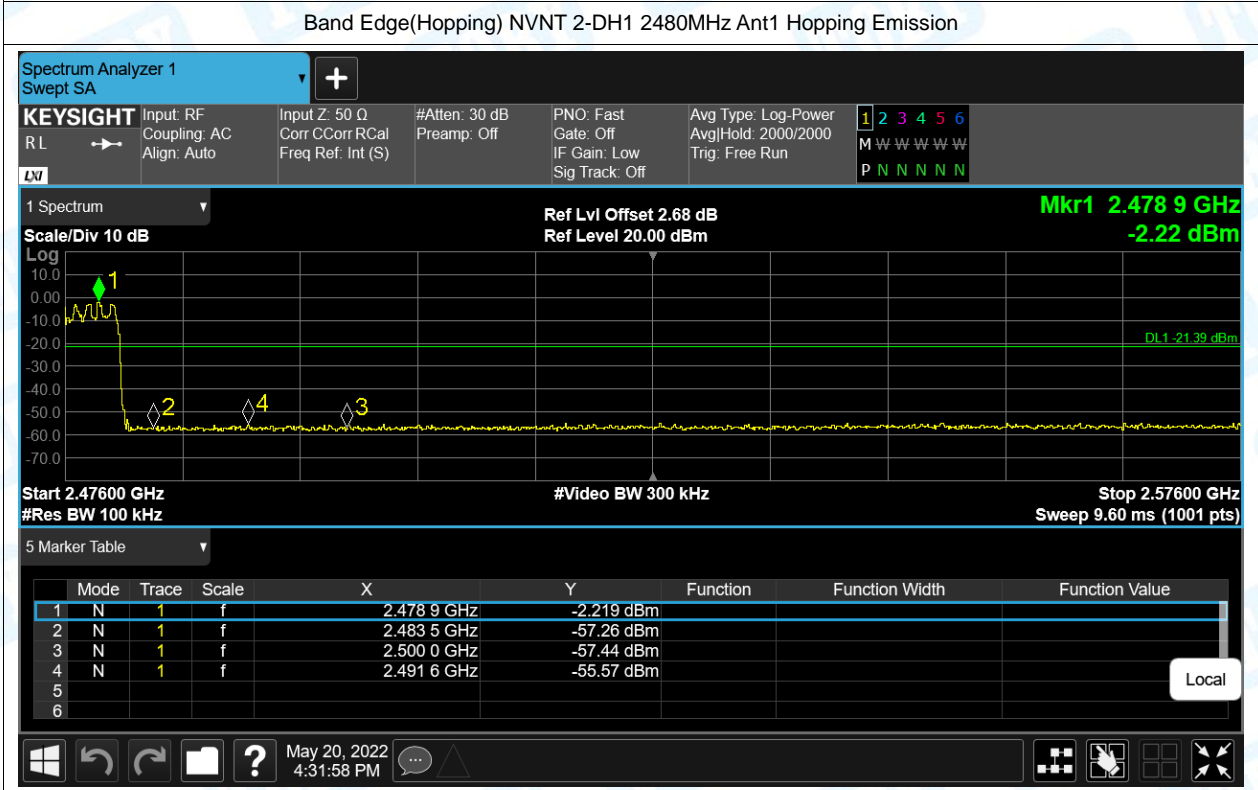 Band Edge(Hopping) NVNT 2-DH1 2480MHz Ant1 Hopping Emission
Spectrum Analyzer 1
Swept SA
+
KEYSIGHT Input: RF Input Z: 50 Ω #Atten: 30 dB PNO: Fast Avg Type: Log-Power 1 2 3 4 5 6
R L Coupling: AC Corr CCorr RCal Preamp: Off Gate: Off Avg|Hold: 2000/2000 M W W W W W
Align: Auto Freq Ref: Int (S) IF Gain: Low Trig: Free Run
LXI Sig Track: Off P N N N N N
1 Spectrum Ref Lvl Offset 2.68 dB Mkr1 2.478 9 GHz
Scale/Div 10 dB Ref Level 20.00 dBm -2.22 dBm
Log
10.0 1
0.00
-10.0
-20.0 DL1 -21.39 dBm
-30.0
-40.0
-50.0 2 4 3
-60.0
-70.0
Start 2.47600 GHz #Video BW 300 kHz Stop 2.57600 GHz
#Res BW 100 kHz Sweep 9.60 ms (1001 pts)
5 Marker Table
Mode Trace Scale X Y Function Function Width Function Value
1 N 1 f 2.478 9 GHz -2.219 dBm
2 N 1 f 2.483 5 GHz -57.26 dBm
3 N 1 f 2.500 0 GHz -57.44 dBm
4 N 1 f 2.491 6 GHz -55.57 dBm
5
6
Local
? May 20, 2022
4:31:58 PM